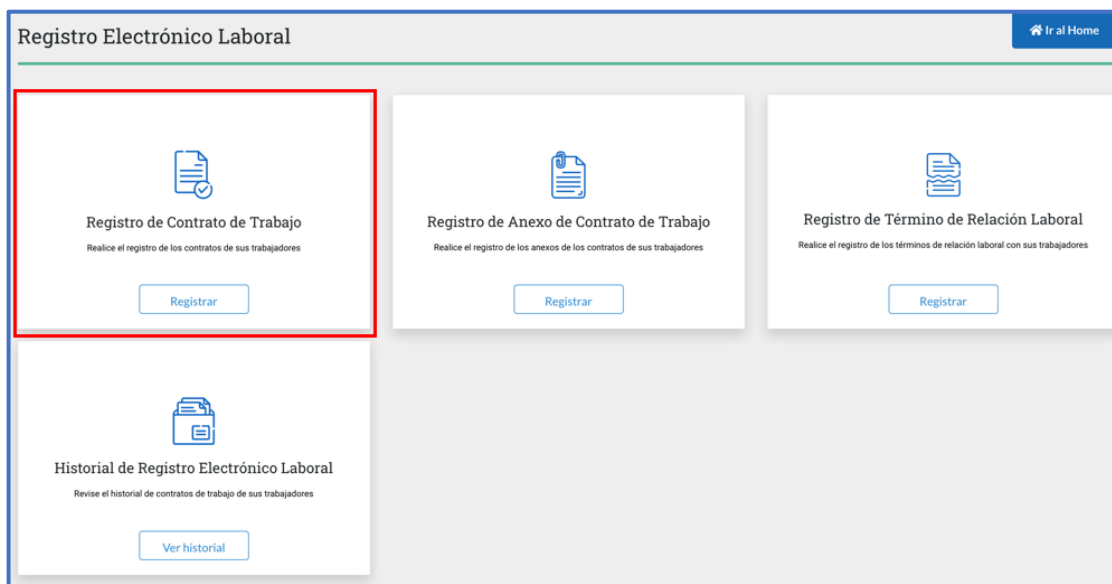 Registro Electrónico Laboral
Ir al Home
Registro de Contrato de Trabajo
Realice el registro de los contratos de sus trabajadores
Registrar
Registro de Anexo de Contrato de Trabajo
Realice el registro de los anexos de los contratos de sus trabajadores
Registrar
Registro de Término de Relación Laboral
Realice el registro de los términos de relación laboral con sus trabajadores
Registrar
Historial de Registro Electrónico Laboral
Revise el historial de contratos de trabajo de sus trabajadores
Ver historial